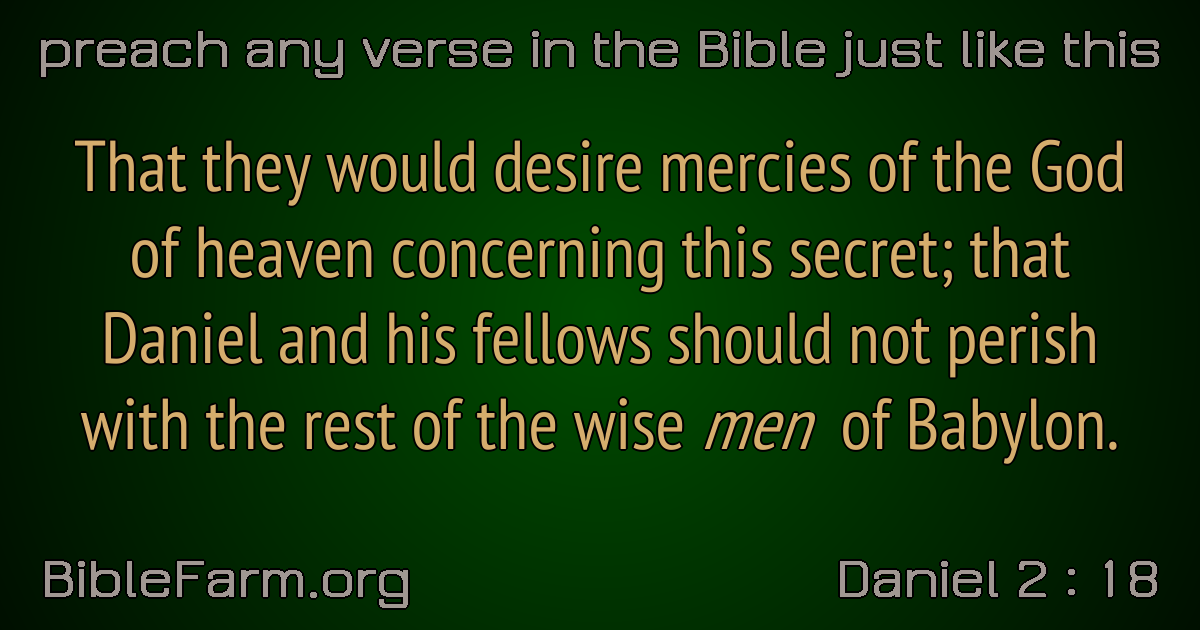 preach any verse in the Bible just like this
That they would desire mercies of the God
of heaven concerning this secret; that
Daniel and his fellows should not perish
with the rest of the wise men of Babylon.
BibleFarm.org
Daniel 2 : 18